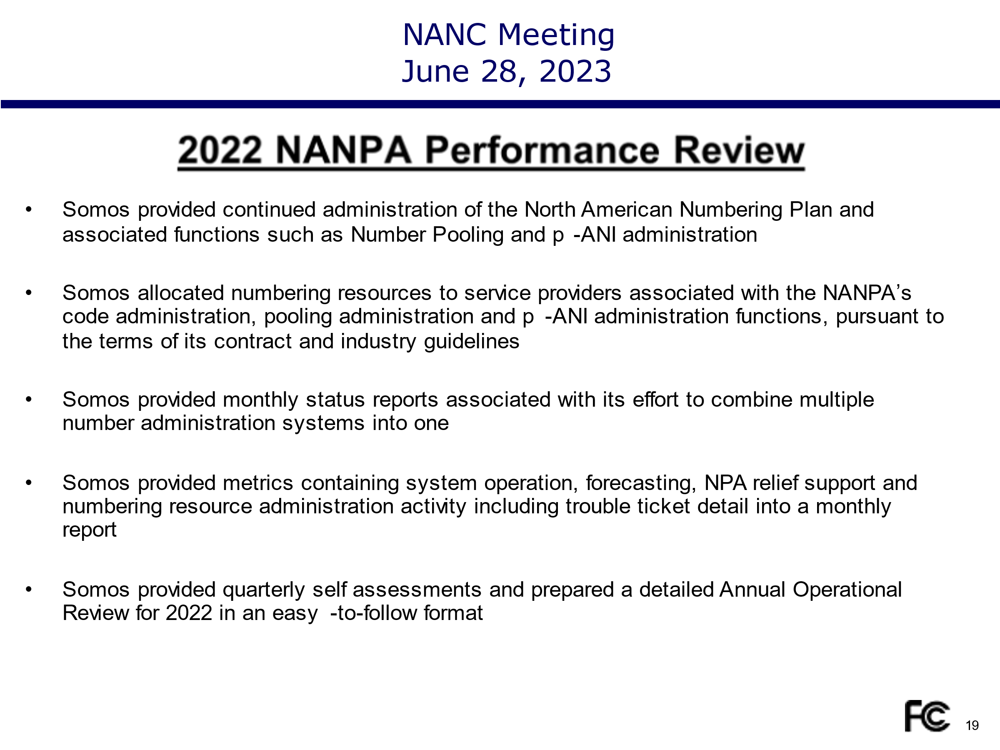 NANC Meeting
June 28, 2023
2022 NANPA Performance Review
• Somos provided continued administration of the North American Numbering Plan and
associated functions such as Number Pooling and p -ANI administration
• Somos allocated numbering resources to service providers associated with the NANPA’s
code administration, pooling administration and p -ANI administration functions, pursuant to
the terms of its contract and industry guidelines
• Somos provided monthly status reports associated with its effort to combine multiple
number administration systems into one
• Somos provided metrics containing system operation, forecasting, NPA relief support and
numbering resource administration activity including trouble ticket detail into a monthly
report
• Somos provided quarterly self assessments and prepared a detailed Annual Operational
Review for 2022 in an easy -to-follow format
FCC
19